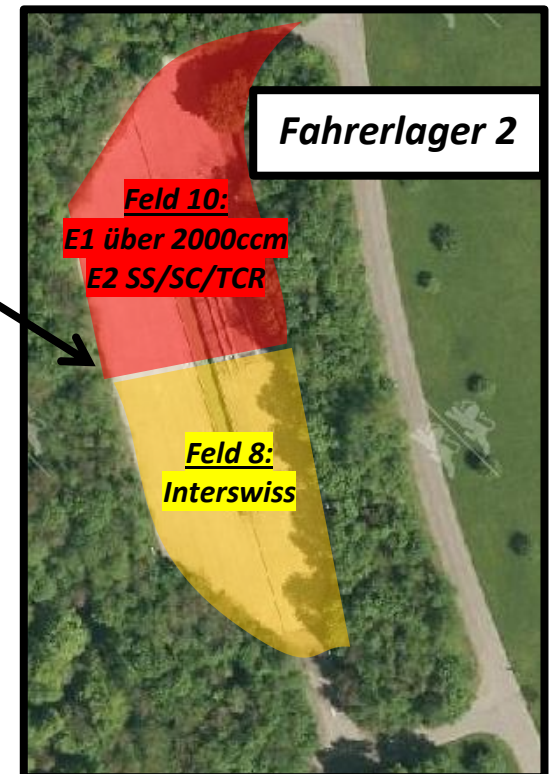 Fahrerlager 2
Feld 10:
E1 über 2000ccm
E2 SS/SC/TCR
Feld 8:
Interswiss